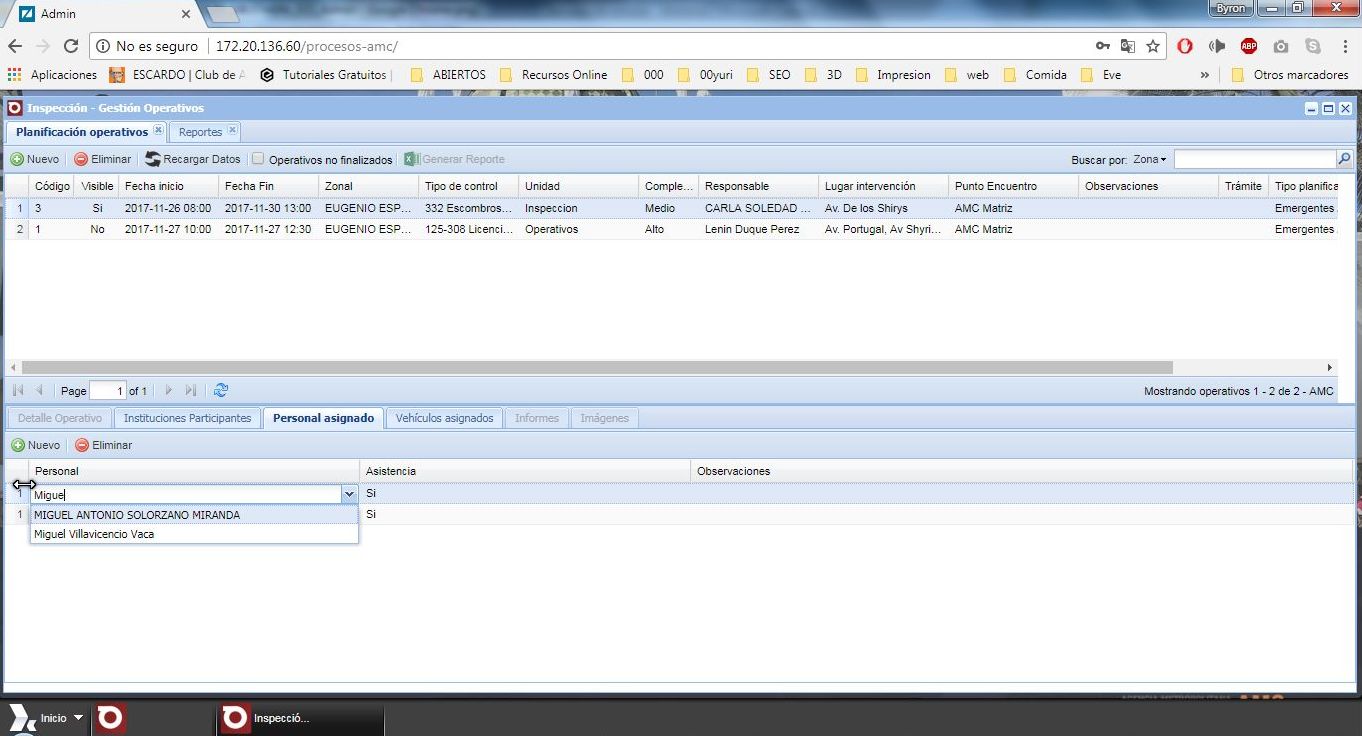 Admin
Byron
No es seguro 172.20.136.60/procesos-amc/
ABP
Aplicaciones ESCARDO | Club de A Tutoriales Gratuitos | ABIERTOS Recursos Online 000 00yuri SEO 3D Impresion web Comida Eve » Otros marcadores
Inspección - Gestión Operativos
Planificación operativos Reportes
Nuevo Eliminar Recargar Datos Operativos no finalizados Generar Reporte Buscar por: Zona
Código Visible Fecha inicio Fecha Fin Zonal Tipo de control Unidad Comple... Responsable Lugar intervención Punto Encuentro Observaciones Trámite Tipo planifica
1 3 Si 2017-11-26 08:00 2017-11-30 13:00 EUGENIO ESP... 332 Escombros... Inspeccion Medio CARLA SOLEDAD ... Av. De los Shirys AMC Matriz Emergentes
2 1 No 2017-11-27 10:00 2017-11-27 12:30 EUGENIO ESP... 125-308 Licenci... Operativos Alto Lenin Duque Perez Av. Portugal, Av Shyri... AMC Matriz Emergentes
Page 1 of 1 Mostrando operativos 1 - 2 de 2 - AMC
Detalle Operativo Instituciones Participantes Personal asignado Vehículos asignados Informes Imágenes
Nuevo Eliminar
Personal Asistencia Observaciones
1 Migue Si
1 MIGUEL ANTONIO SOLORZANO MIRANDA Si
Miguel Villavicencio Vaca
Inicio Inspecció...